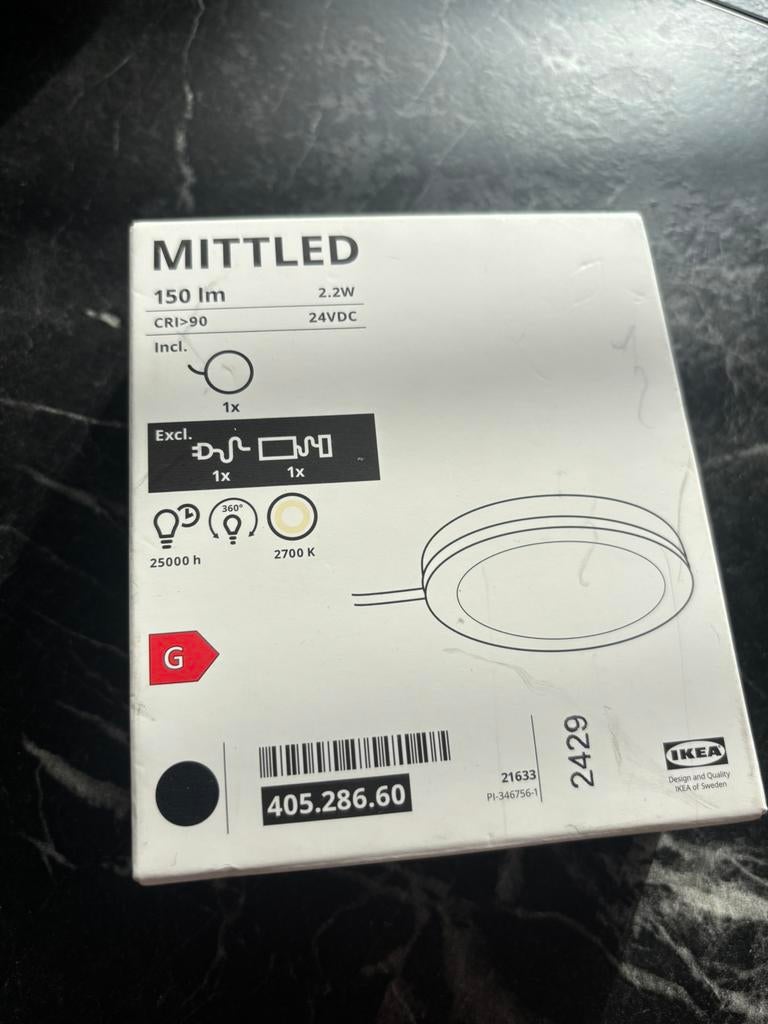 MITTLED
150 lm 2.2W
CRI>90 24VDC
Incl.
1x
Excl.
1x 1x
360°
25000 h 2700 K
G
405.286.60
21633
PI-346756-1
2429
IKEA
Design and Quality
IKEA of Sweden